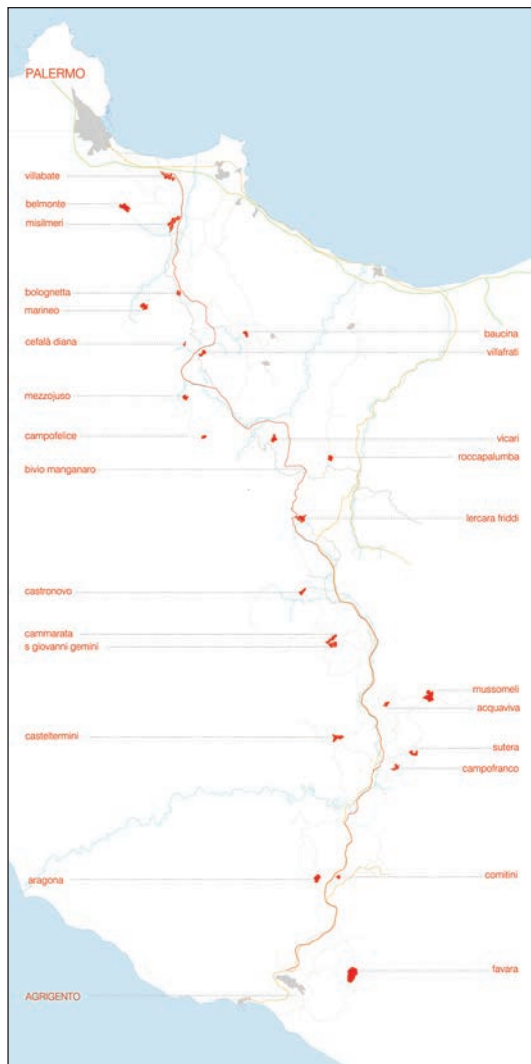 PALERMO
villabate
belmonte
misilmeri
bolognetta
marineo
baucina
cefalà diana
villafrati
mezzojuso
campofelice
vicari
roccapalumba
bivio manganaro
lercara friddi
castronovo
cammarata
s giovanni gemini
mussomeli
acquaviva
casteltermini
sutera
campofranco
aragona
comitini
favara
AGRIGENTO